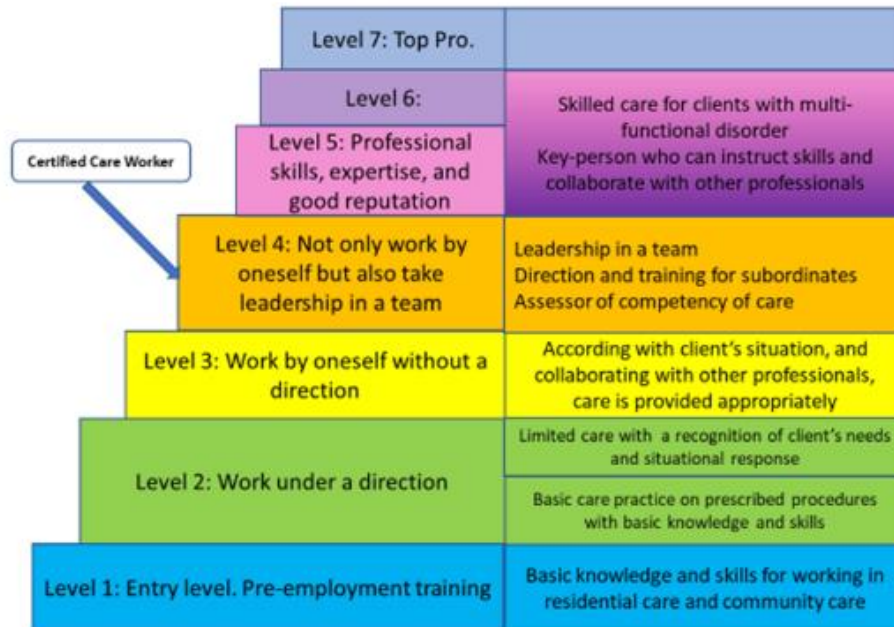 Level 7: Top Pro.
Level 6:
Skilled care for clients with multi-
functional disorder
Key-person who can instruct skills and
collaborate with other professionals
Level 5: Professional
skills, expertise, and
good reputation
Certified Care Worker
Level 4: Not only work by
oneself but also take
leadership in a team
Leadership in a team
Direction and training for subordinates
Assessor of competency of care
Level 3: Work by oneself without a
direction
According with client's situation, and
collaborating with other professionals,
care is provided appropriately
Level 2: Work under a direction
Limited care with a recognition of client's needs
and situational response
Basic care practice on prescribed procedures
with basic knowledge and skills
Level 1: Entry level. Pre-employment training
Basic knowledge and skills for working in
residential care and community care